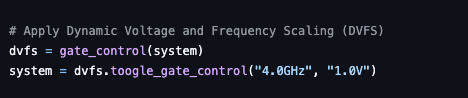 # Apply Dynamic Voltage and Frequency Scaling (DVFS)
dvfs = gate_control(system)
system = dvfs.toogle_gate_control("4.0GHz", "1.0V")